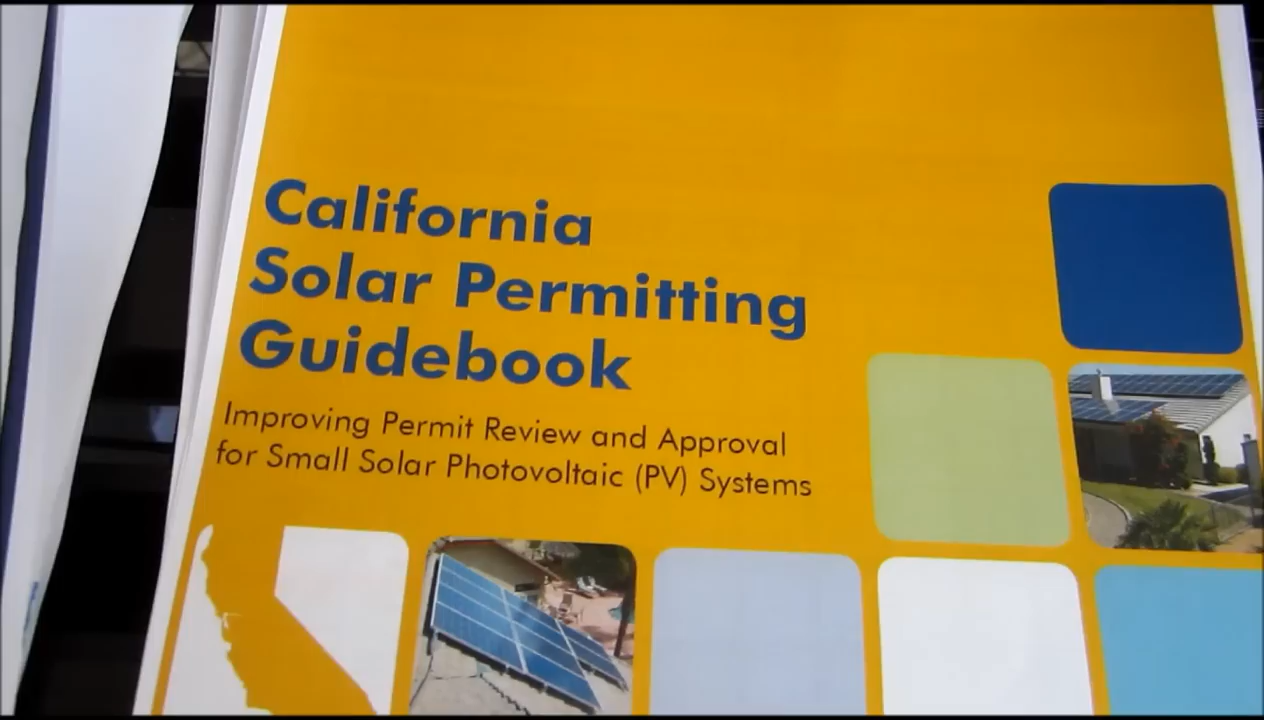 California
Solar Permitting
Guidebook
Improving Permit Review and Approval
for Small Solar Photovoltaic (PV) Systems